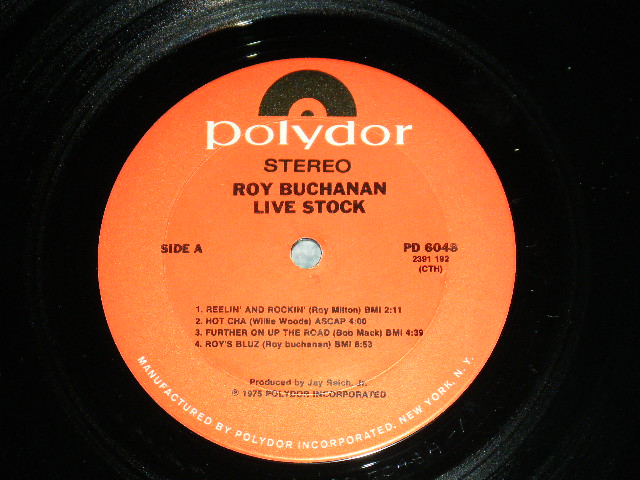 polydor
STEREO
ROY BUCHANAN
LIVE STOCK
SIDE A
PD 6048
2391 192
(CTH)
1. REELIN' AND ROCKIN' (Roy Milton) BMI 2:11
2. HOT CHA (Willie Woods) ASCAP 4:00
3. FURTHER ON UP THE ROAD (Bob Mack) BMI 4:39
4. ROY'S BLUZ (Roy buchanan) BMI 8:53
Produced by Jay Reich, Jr.
℗ 1975 POLYDOR INCORPORATED
MANUFACTURED BY POLYDOR INCORPORATED, NEW YORK, N. Y.